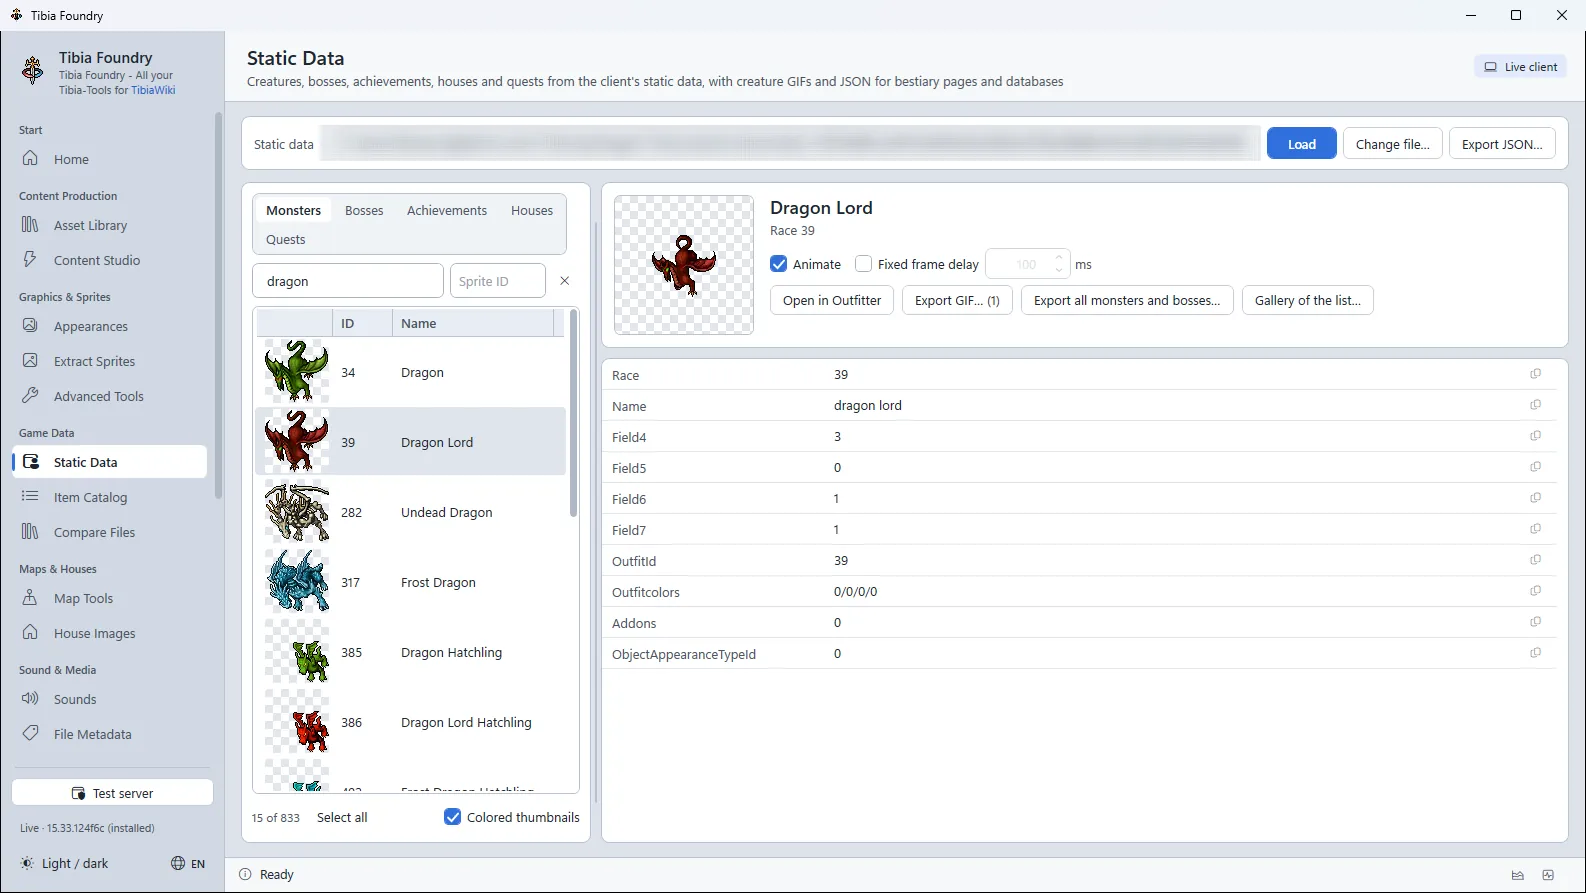 Tibia Foundry
Tibia Foundry
Tibia Foundry - All your
Tibia-Tools for TibiaWiki
Start
Home
Content Production
Asset Library
Content Studio
Graphics & Sprites
Appearances
Extract Sprites
Advanced Tools
Game Data
Static Data
Item Catalog
Compare Files
Maps & Houses
Map Tools
House Images
Sound & Media
Sounds
File Metadata
Test server
Live · 15.33.124f6c (installed)
Light / dark EN
Static Data
Creatures, bosses, achievements, houses and quests from the client's static data, with creature GIFs and JSON for bestiary pages and databases
Live client
Static data Load Change file... Export JSON...
Monsters Bosses Achievements Houses
Quests
dragon Sprite ID
ID Name
34 Dragon
39 Dragon Lord
282 Undead Dragon
317 Frost Dragon
385 Dragon Hatchling
386 Dragon Lord Hatchling
15 of 833 Select all Colored thumbnails
Dragon Lord
Race 39
Animate Fixed frame delay 100 ms
Open in Outfitter Export GIF... (1) Export all monsters and bosses... Gallery of the list...
Race 39
Name dragon lord
Field4 3
Field5 0
Field6 1
Field7 1
OutfitId 39
Outfitcolors 0/0/0/0
Addons 0
ObjectAppearanceTypeId 0
Ready